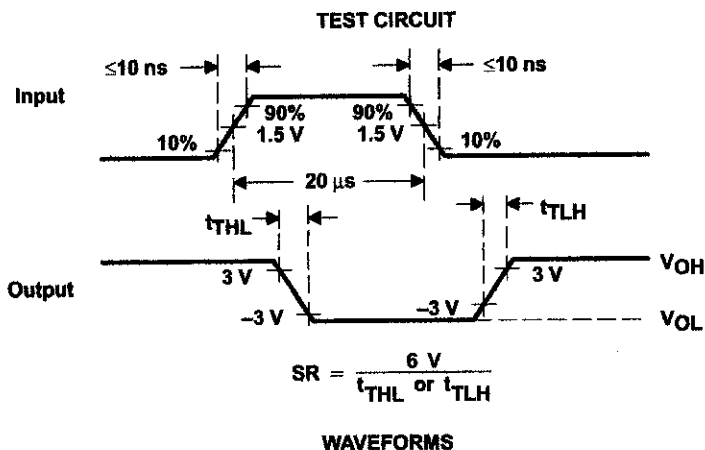 TEST CIRCUIT
≤10 ns
≤10 ns
Input
90%
1.5 V
90%
1.5 V
10%
10%
20 μs
tTHL
tTLH
Output
3 V
–3 V
–3 V
3 V
VOH
VOL
SR = 6 V / tTHL or tTLH
WAVEFORMS